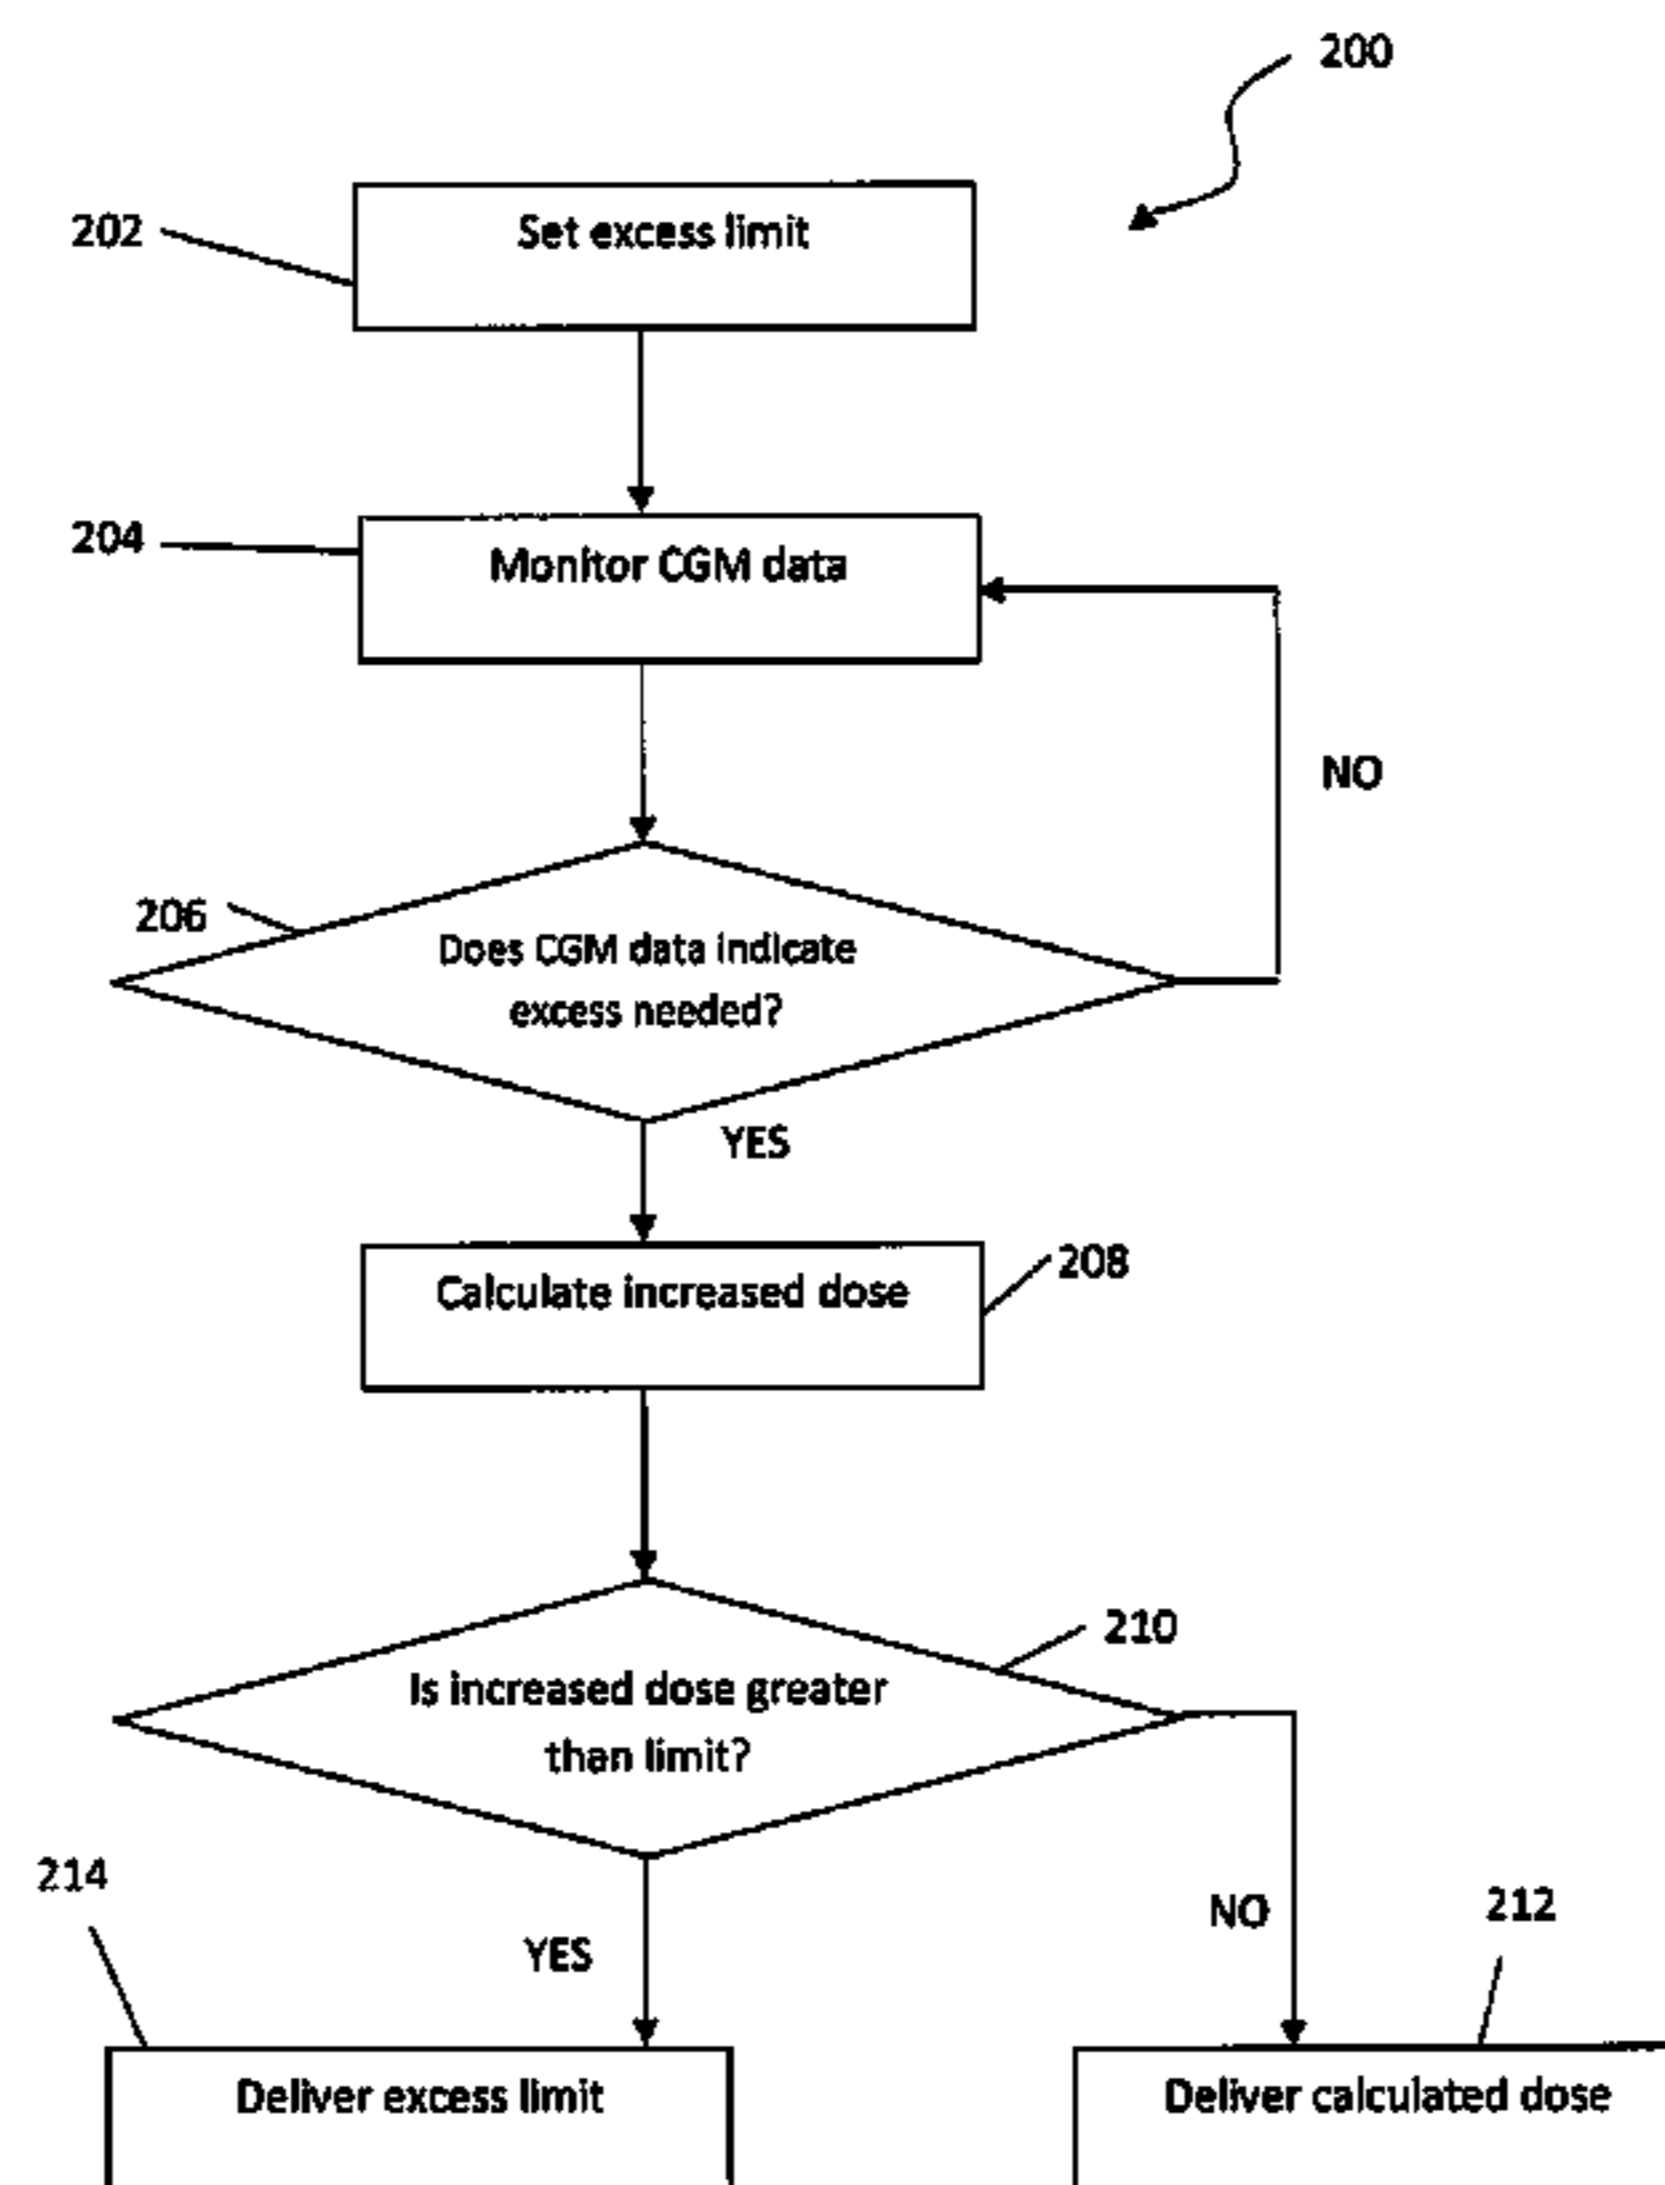 200
202
Set excess limit
204
Monitor CGM data
NO
206
Does CGM data indicate
excess needed?
YES
208
Calculate increased dose
210
Is increased dose greater
than limit?
214
212
NO
YES
Deliver excess limit
Deliver calculated dose